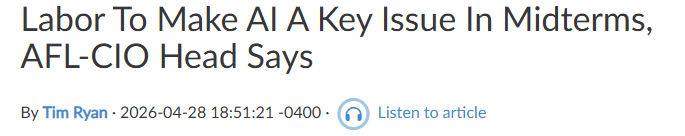 Labor To Make AI A Key Issue In Midterms,
AFL-CIO Head Says
By Tim Ryan · 2026-04-28 18:51:21 -0400 · Listen to article